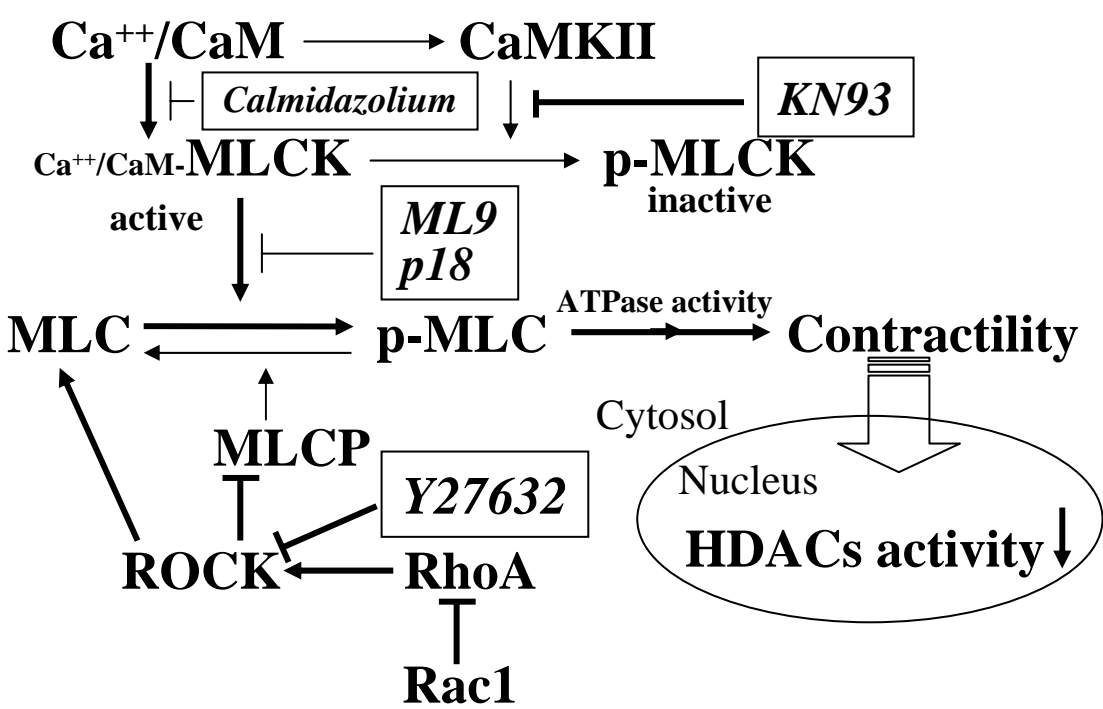 Ca⁺⁺/CaM CaMKII
Calmidazolium
KN93
Ca⁺⁺/CaM-MLCK p-MLCK
inactive
active
ML9
p18
ATPase activity
MLC p-MLC Contractility
Cytosol
MLCP
Nucleus
Y27632
HDACs activity
ROCK RhoA
Rac1